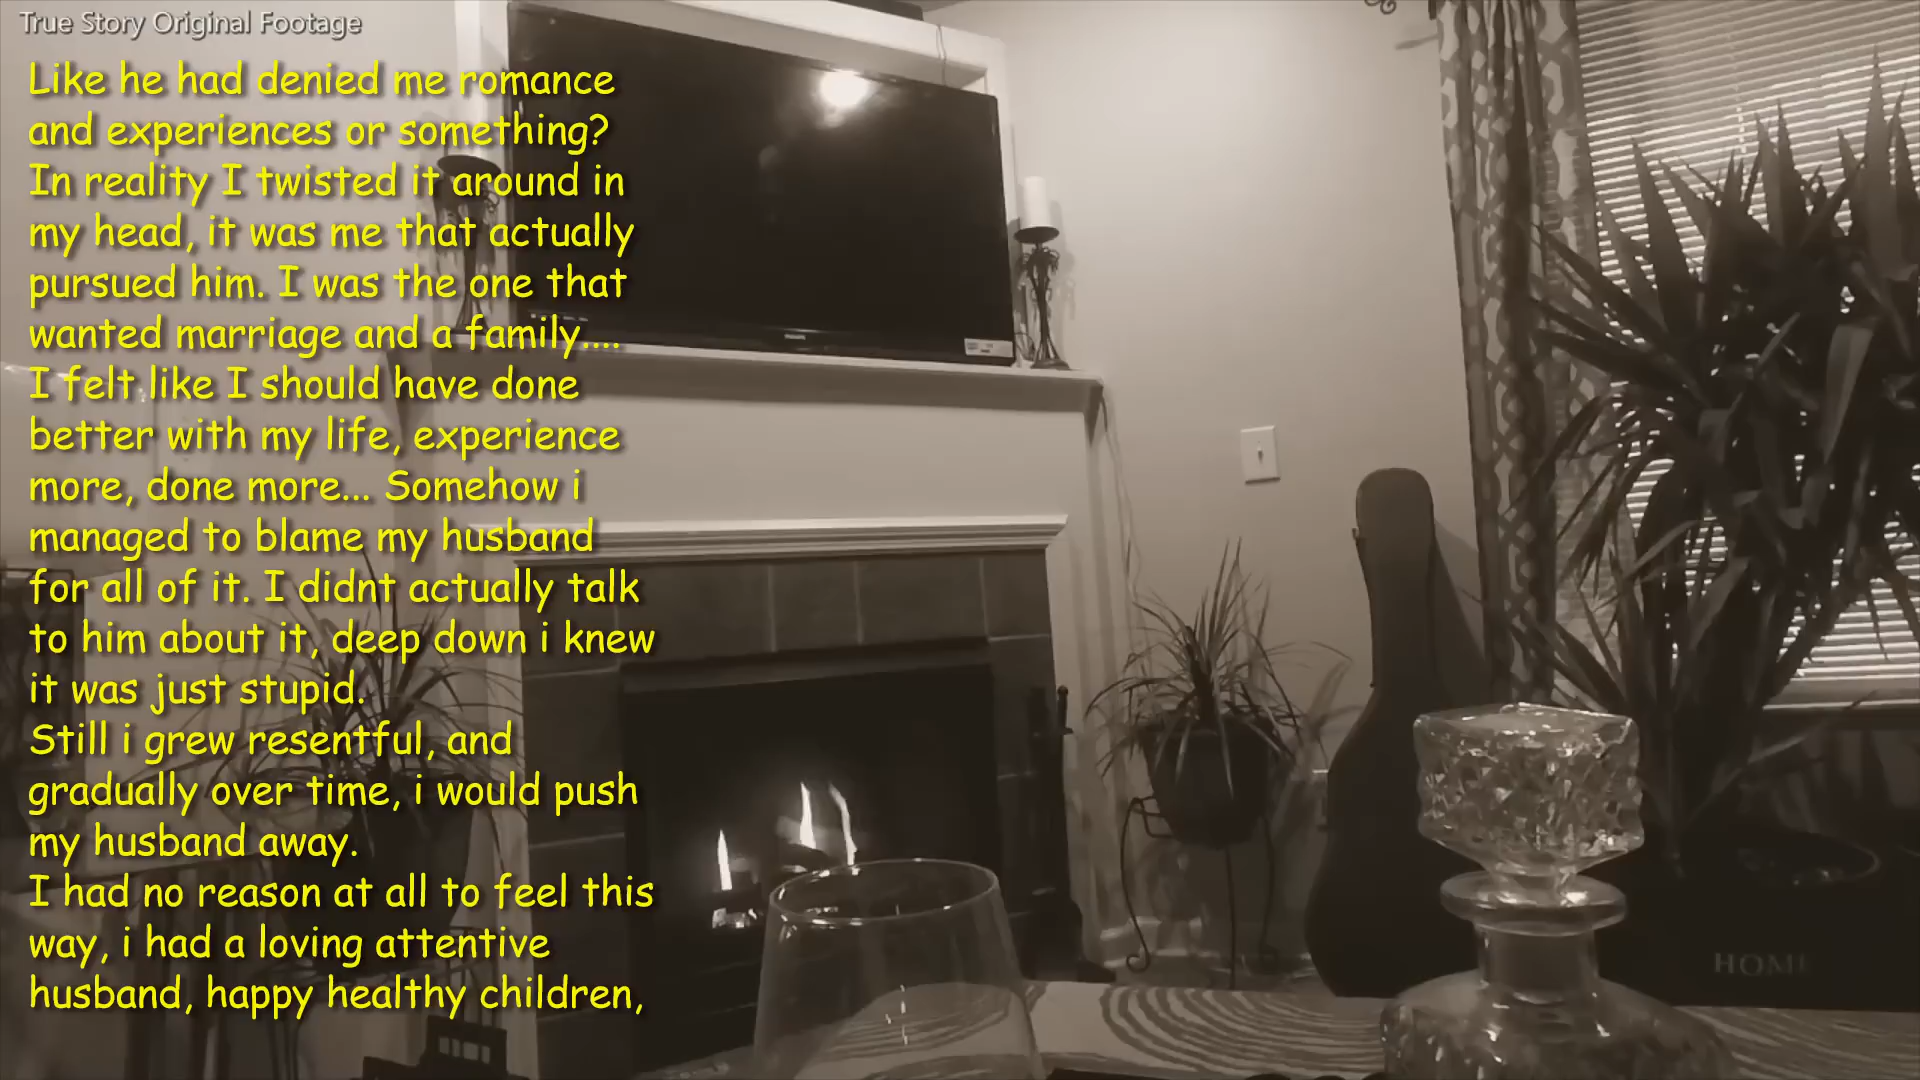 True Story Original Footage
Like he had denied me romance
and experiences or something?
In reality I twisted it around in
my head, it was me that actually
pursued him. I was the one that
wanted marriage and a family....
I felt like I should have done
better with my life, experience
more, done more... Somehow i
managed to blame my husband
for all of it. I didnt actually talk
to him about it, deep down i knew
it was just stupid.
Still i grew resentful, and
gradually over time, i would push
my husband away.
I had no reason at all to feel this
way, i had a loving attentive
husband, happy healthy children,
PHILIPS
HOME